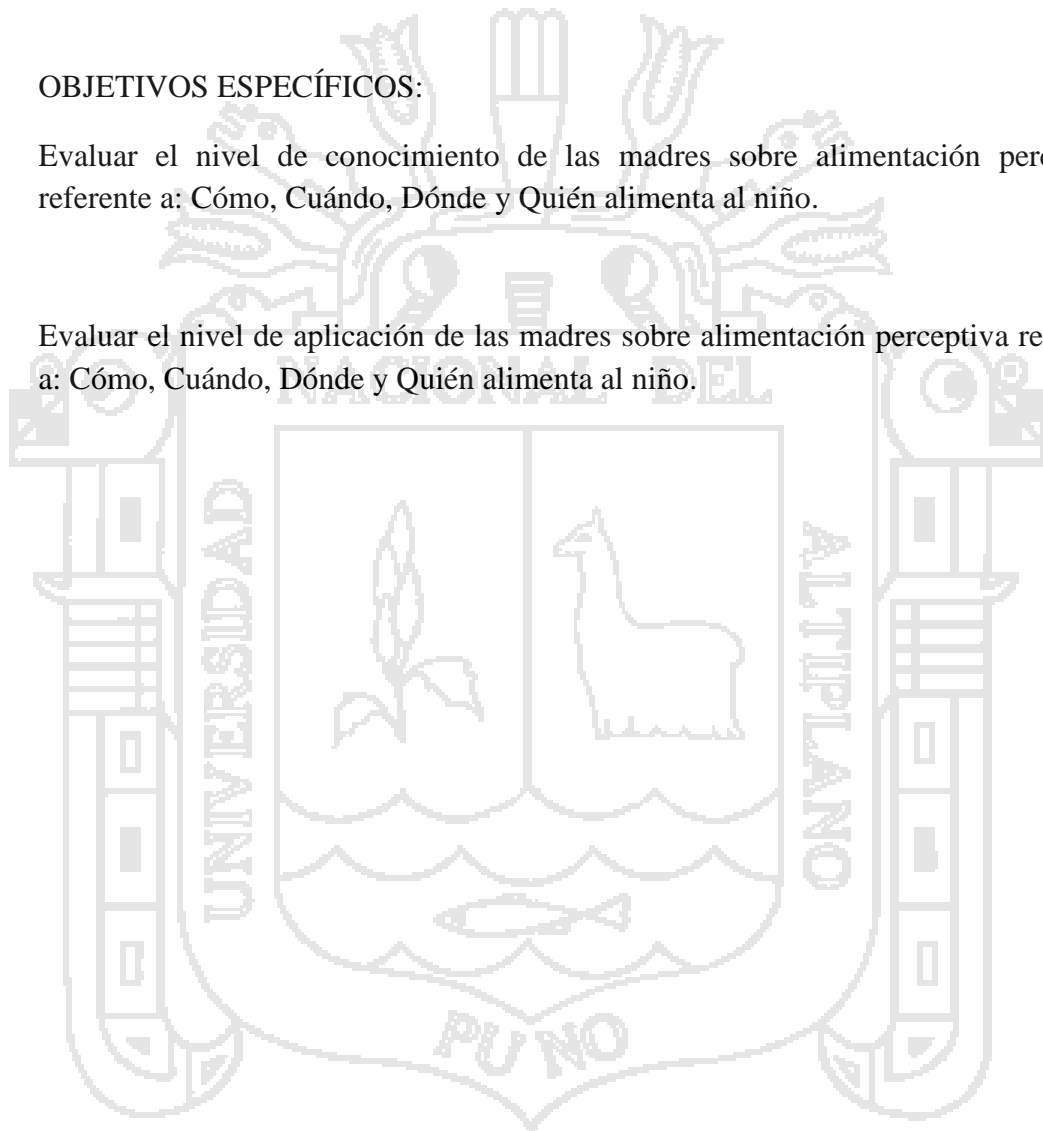 OBJETIVOS ESPECÍFICOS:
Evaluar el nivel de conocimiento de las madres sobre alimentación
referente a: Cómo, Cuándo, Dónde y Quién alimenta al niño.
Evaluar el nivel de aplicación de las madres sobre alimentación perceptiva
a: Cómo, Cuándo, Dónde y Quién alimenta al niño.
NACIONAL DEL
UNIVERSIDAD
ALTIPLANO
PUNO